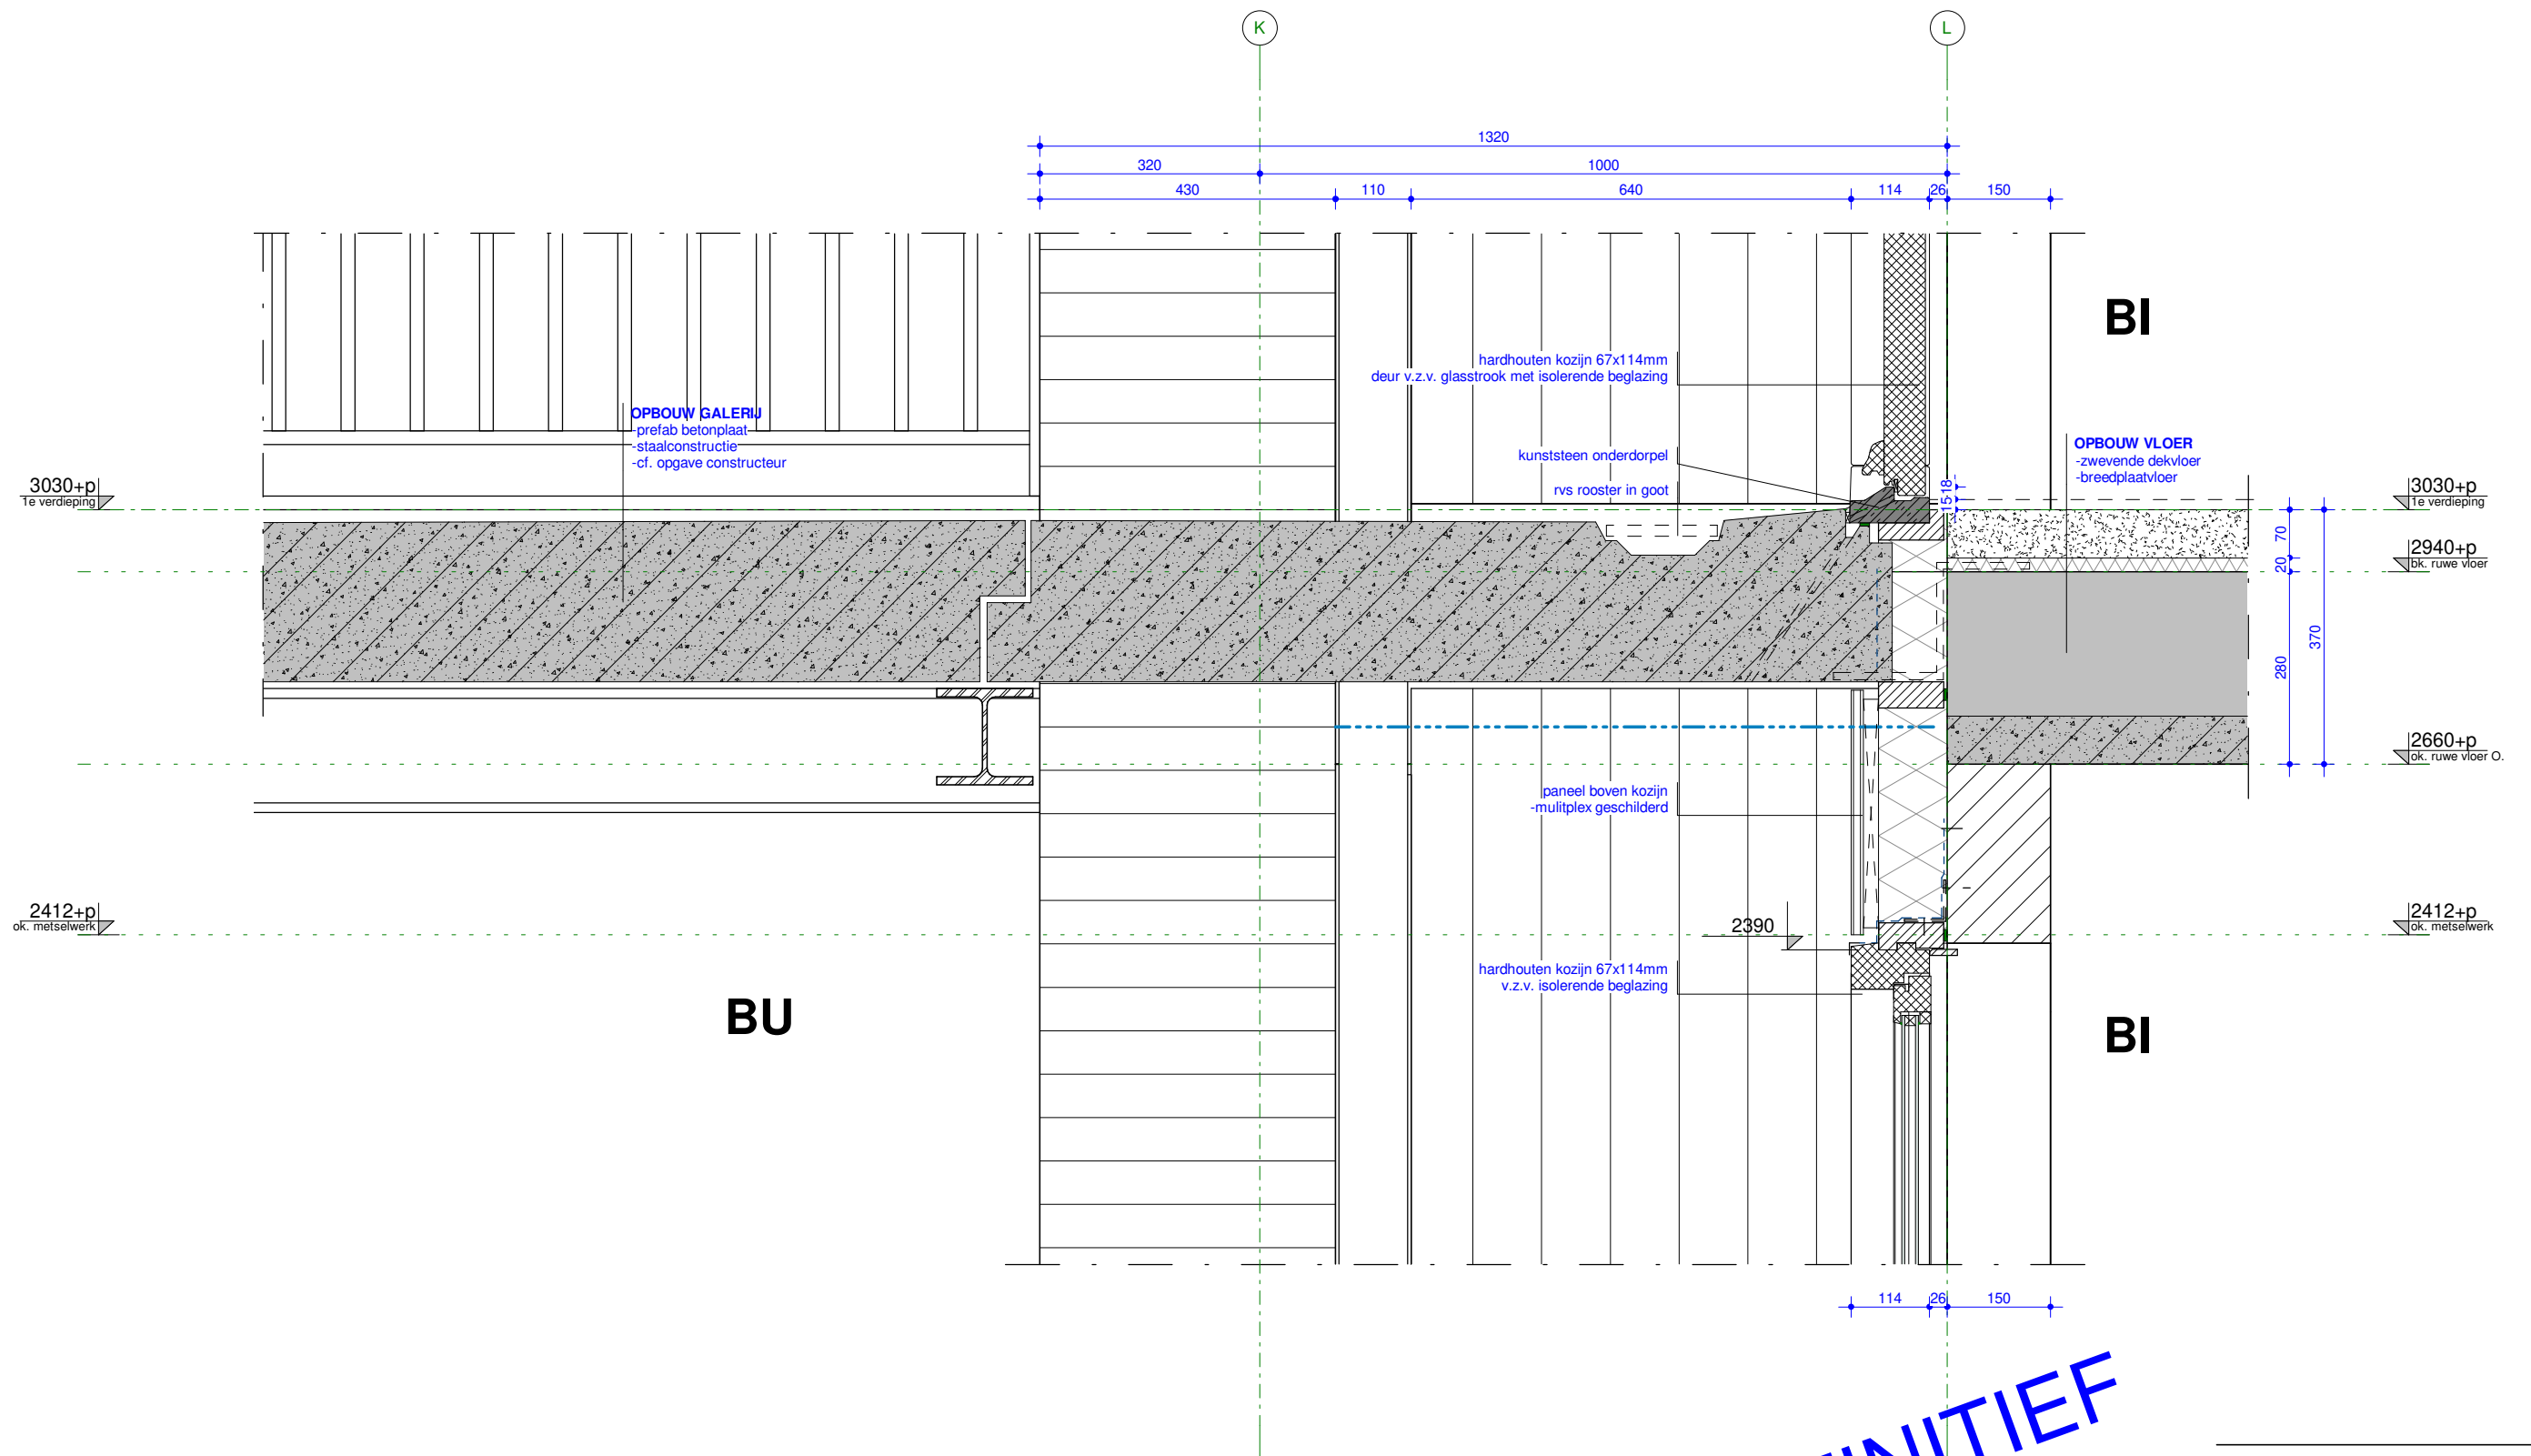 K
L
1320
320
1000
430
110
640
114
26
150
BI
hardhouten kozijn 67x114mm
deur v.z.v. glasstrook met isolerende beglazing
OPBOUW GALERIJ
-prefab betonplaat
-staalconstructie
-cf. opgave constructeur
kunststeen onderdorpel
rvs rooster in goot
OPBOUW VLOER
-zwevende dekvloer
-breedplaatvloer
3030+p
1e verdieping
15
18
3030+p
1e verdieping
70
20
280
370
2940+p
bk. ruwe vloer
2660+p
ok. ruwe vloer O.
paneel boven kozijn
-mulitplex geschilderd
2412+p
ok. metselwerk
2390
2412+p
ok. metselwerk
hardhouten kozijn 67x114mm
v.z.v. isolerende beglazing
BU
BI
114
26
150
INITIEF